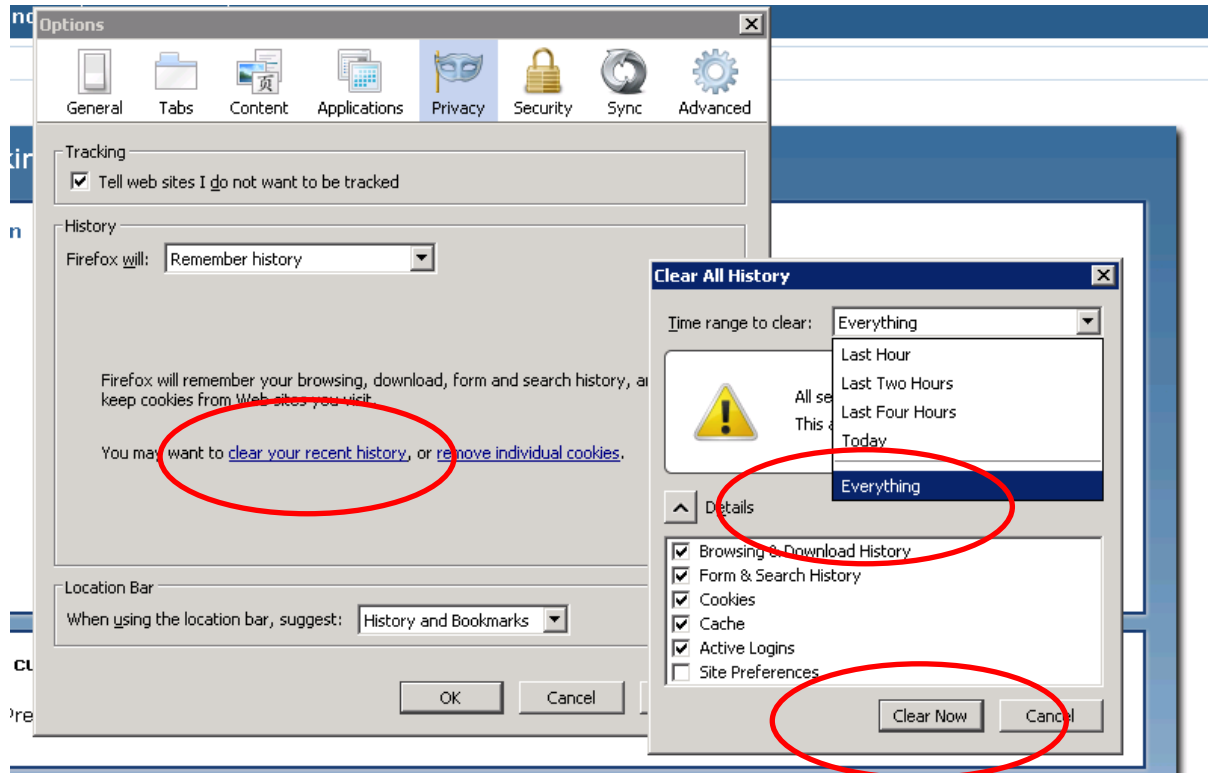 Options
General Tabs Content Applications Privacy Security Sync Advanced
页
Tracking
Tell web sites I do not want to be tracked
History
Firefox will: Remember history
Firefox will remember your browsing, download, form and search history,
keep cookies from Web sites you visit.
You may want to clear your recent history, or remove individual cookies.
Location Bar
When using the location bar, suggest: History and Bookmarks
OK Cancel
Clear All History
Time range to clear: Everything
Last Hour
Last Two Hours
Last Four Hours
Today
Everything
All se
This
Details
Browsing & Download History
Form & Search History
Cookies
Cache
Active Logins
Site Preferences
Clear Now Cancel